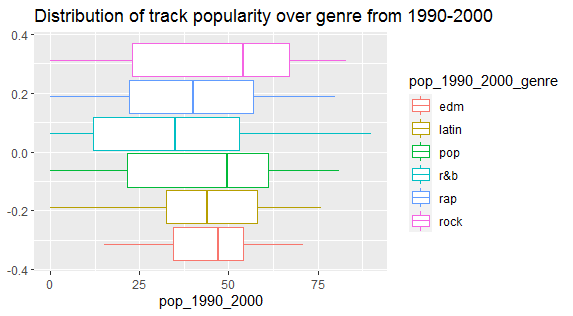 Distribution of track popularity over genre from 1990-2000
0.4
0.2
0.0
-0.2
-0.4
0
25
50
75
pop_1990_2000
pop_1990_2000_genre
edm
latin
pop
r&b
rap
rock